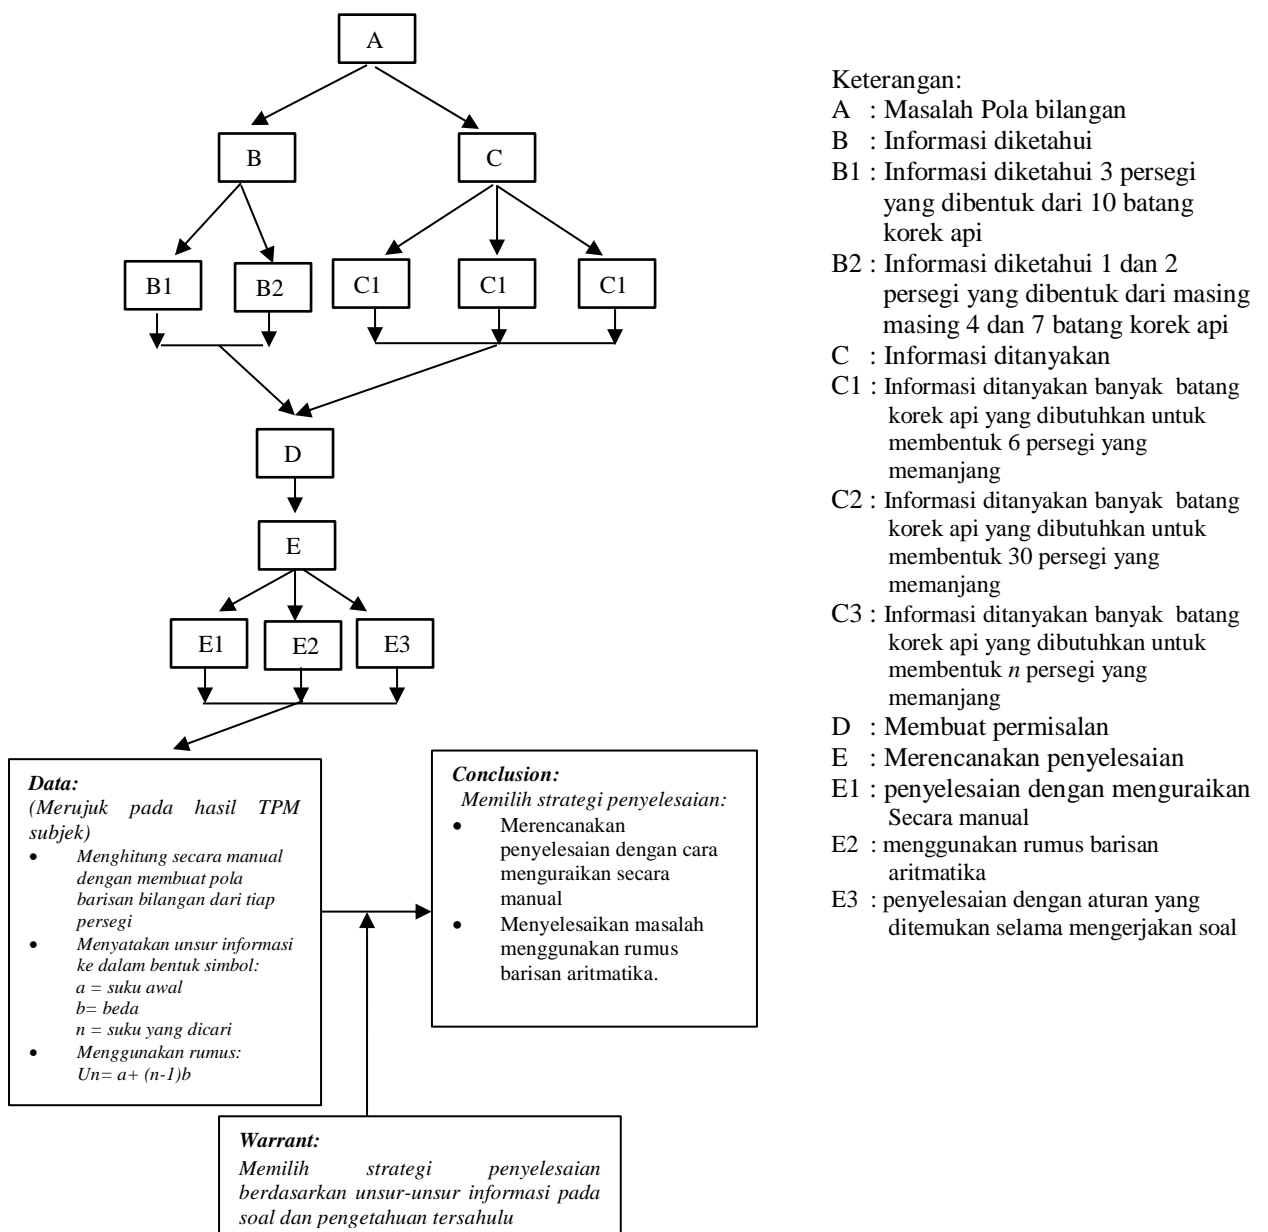 A
B
C
B1
B2
C1
C1
C1
D
E
E1
E2
E3
Data:
(Merujuk pada hasil TPM
subjek)
• Menghitung secara manual
dengan membuat pola
barisan bilangan dari tiap
persegi
• Menyatakan unsur informasi
ke dalam bentuk simbol:
a = suku awal
b= beda
n = suku yang dicari
• Menggunakan rumus:
Un= a+ (n-1)b
Conclusion:
Memilih strategi penyelesaian:
• Merencanakan
penyelesaian dengan cara
menguraikan secara
manual
• Menyelesaikan masalah
menggunakan rumus
barisan aritmatika.
Warrant:
Memilih strategi penyelesaian
berdasarkan unsur-unsur informasi pada
soal dan pengetahuan tersahulu
Keterangan:
A : Masalah Pola bilangan
B : Informasi diketahui
B1 : Informasi diketahui 3 persegi
yang dibentuk dari 10 batang
korek api
B2 : Informasi diketahui 1 dan 2
persegi yang dibentuk dari masing
masing 4 dan 7 batang korek api
C : Informasi ditanyakan
C1 : Informasi ditanyakan banyak batang
korek api yang dibutuhkan untuk
membentuk 6 persegi yang
memanjang
C2 : Informasi ditanyakan banyak batang
korek api yang dibutuhkan untuk
membentuk 30 persegi yang
memanjang
C3 : Informasi ditanyakan banyak batang
korek api yang dibutuhkan untuk
membentuk n persegi yang
memanjang
D : Membuat permisalan
E : Merencanakan penyelesaian
E1 : penyelesaian dengan menguraikan
Secara manual
E2 : menggunakan rumus barisan
aritmatika
E3 : penyelesaian dengan aturan yang
ditemukan selama mengerjakan soal